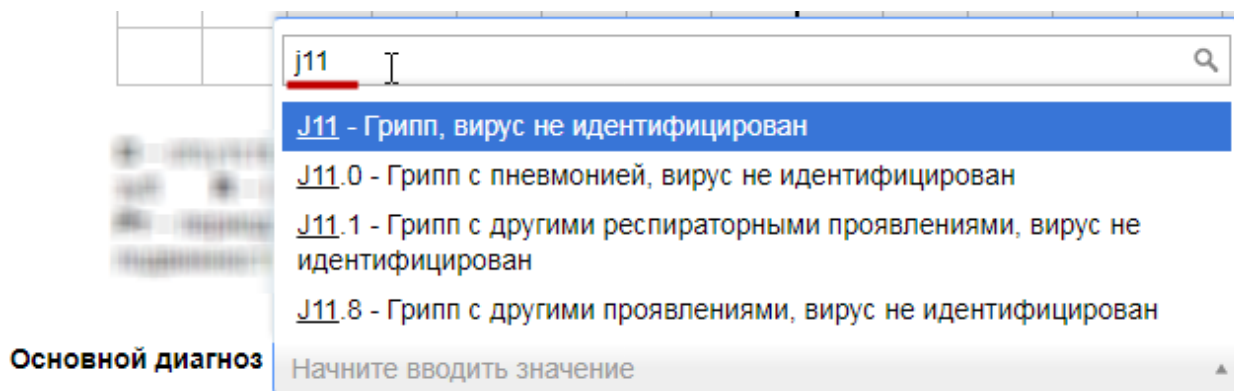 j11
J11 - Грипп, вирус не идентифицирован
J11.0 - Грипп с пневмонией, вирус не идентифицирован
J11.1 - Грипп с другими респираторными проявлениями, вирус не
идентифицирован
J11.8 - Грипп с другими проявлениями, вирус не идентифицирован
Основной диагноз Начните вводить значение